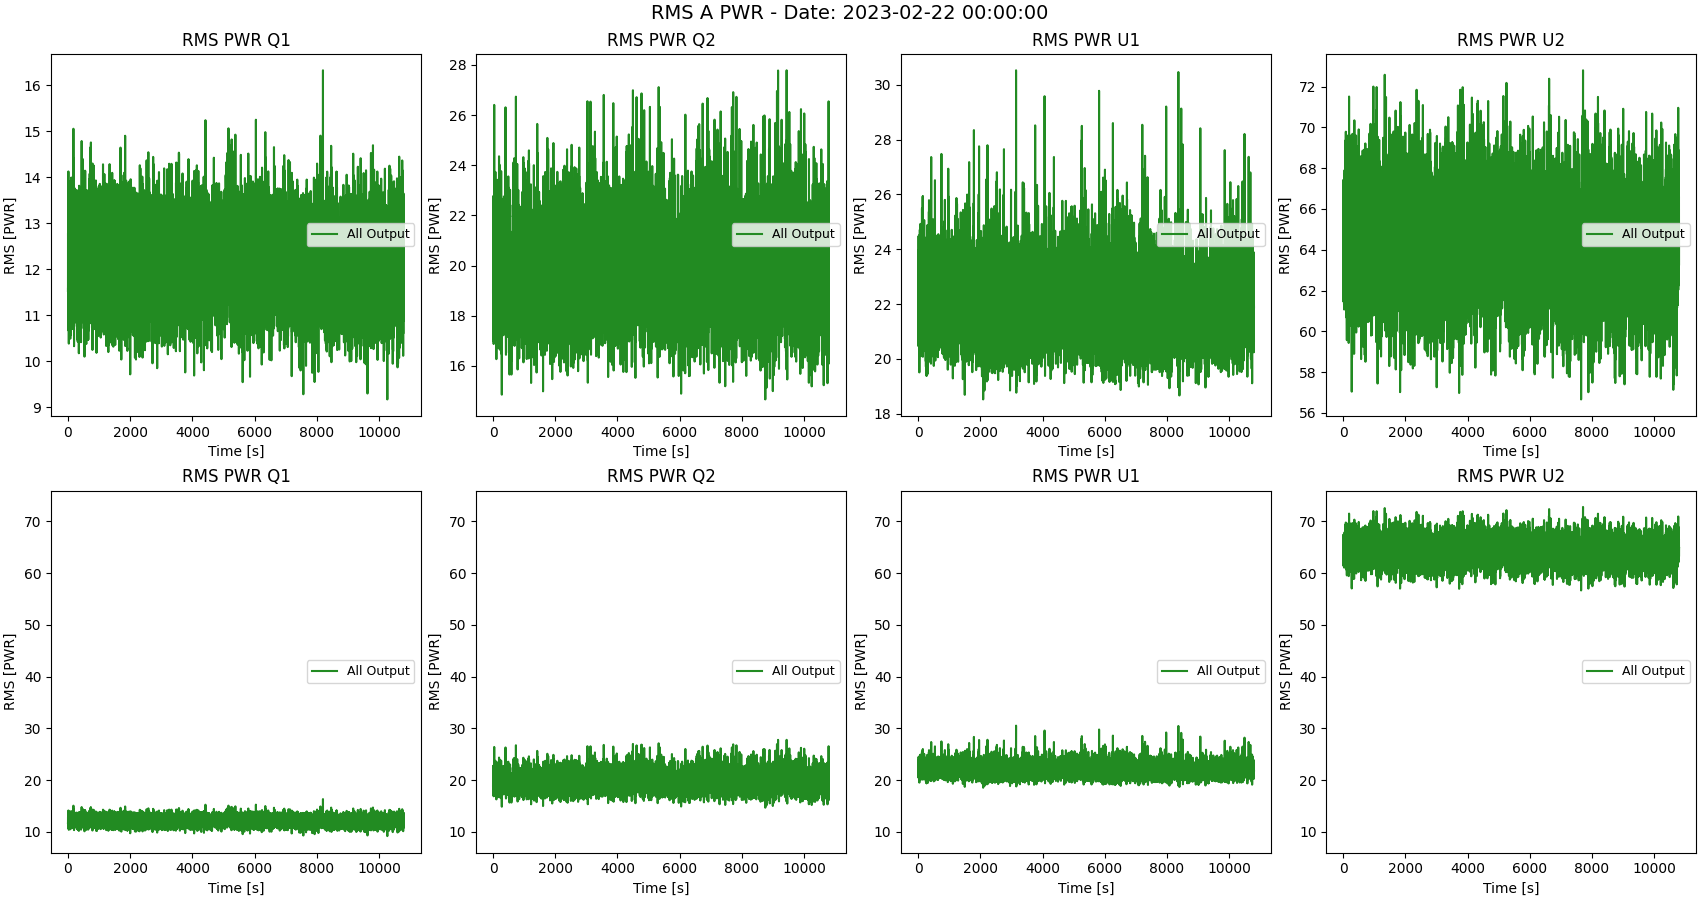 RMS A PWR - Date: 2023-02-22 00:00:00
RMS PWR Q1
RMS [PWR]
16
15
14
13
12
11
10
9
All Output
0 2000 4000 6000 8000 10000
Time [s]
RMS PWR Q2
RMS [PWR]
28
26
24
22
20
18
16
All Output
0 2000 4000 6000 8000 10000
Time [s]
RMS PWR U1
RMS [PWR]
30
28
26
24
22
20
18
All Output
0 2000 4000 6000 8000 10000
Time [s]
RMS PWR U2
RMS [PWR]
72
70
68
66
64
62
60
58
56
All Output
0 2000 4000 6000 8000 10000
Time [s]
RMS PWR Q1
RMS [PWR]
70
60
50
40
30
20
10
All Output
0 2000 4000 6000 8000 10000
Time [s]
RMS PWR Q2
RMS [PWR]
70
60
50
40
30
20
10
All Output
0 2000 4000 6000 8000 10000
Time [s]
RMS PWR U1
RMS [PWR]
70
60
50
40
30
20
10
All Output
0 2000 4000 6000 8000 10000
Time [s]
RMS PWR U2
RMS [PWR]
70
60
50
40
30
20
10
All Output
0 2000 4000 6000 8000 10000
Time [s]